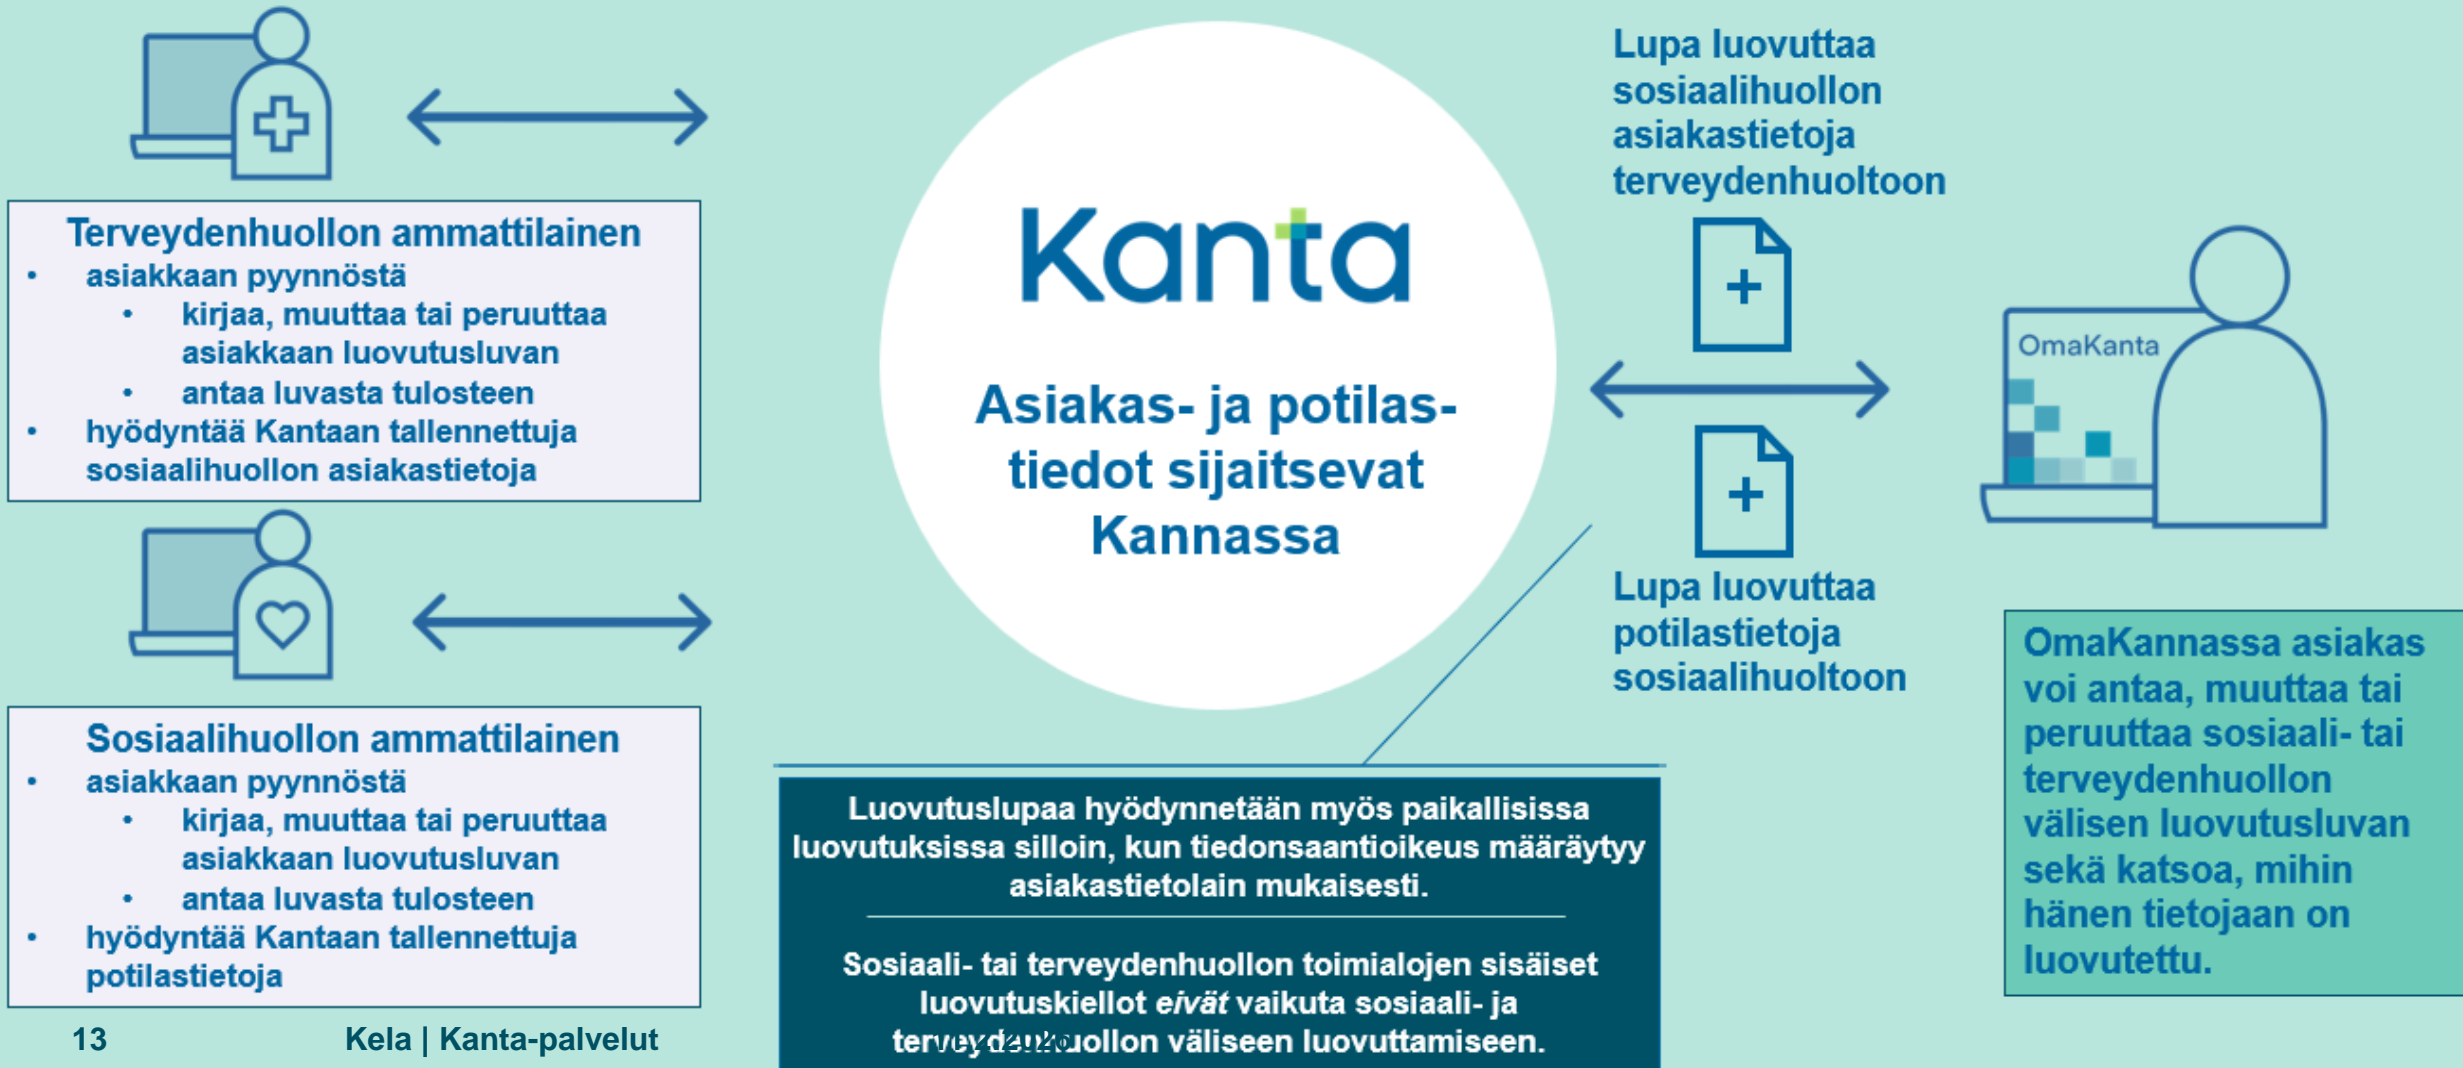 Terveydenhuollon ammattilainen
• asiakkaan pyynnöstä
• kirjaa, muuttaa tai peruuttaa
asiakkaan luovutusluvan
• antaa luvasta tulosteen
• hyödyntää Kantaan tallennettuja
sosiaalihuollon asiakastietoja
Sosiaalihuollon ammattilainen
• asiakkaan pyynnöstä
• kirjaa, muuttaa tai peruuttaa
asiakkaan luovutusluvan
• antaa luvasta tulosteen
• hyödyntää Kantaan tallennettuja
potilastietoja
Kanta
Asiakas- ja potilas-
tiedot sijaitsevat
Kannassa
Lupa luovuttaa
sosiaalihuollon
asiakastietoja
terveydenhuoltoon
Lupa luovuttaa
potilastietoja
sosiaalihuoltoon
OmaKanta
OmaKannassa asiakas
voi antaa, muuttaa tai
peruuttaa sosiaali- tai
terveydenhuollon
välisen luovutusluvan
sekä katsoa, mihin
hänen tietojaan on
luovutettu.
Luovutuslupaa hyödynnetään myös paikallisissa
luovutuksissa silloin, kun tiedonsaantioikeus määräytyy
asiakastietolain mukaisesti.
Sosiaali- tai terveydenhuollon toimialojen sisäiset
luovutuskiellot eivät vaikuta sosiaali- ja
terveydenhuollon väliseen luovuttamiseen.
13 Kela | Kanta-palvelut